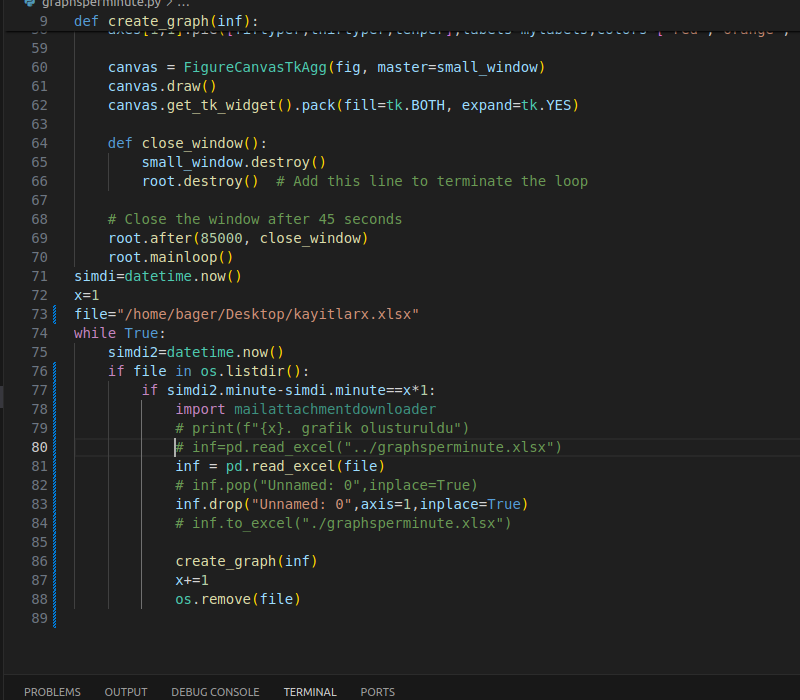 graphsperminute.py > ...
9 def create_graph(inf):
59
60 canvas = FigureCanvasTkAgg(fig, master=small_window)
61 canvas.draw()
62 canvas.get_tk_widget().pack(fill=tk.BOTH, expand=tk.YES)
63
64 def close_window():
65 small_window.destroy()
66 root.destroy()  # Add this line to terminate the loop
67
68 # Close the window after 45 seconds
69 root.after(85000, close_window)
70 root.mainloop()
71 simdi=datetime.now()
72 x=1
73 file="/home/bager/Desktop/kayitlarx.xlsx"
74 while True:
75 simdi2=datetime.now()
76 if file in os.listdir():
77 if simdi2.minute-simdi.minute==x*1:
78 import mailattachmentdownloader
79 # print(f"{x}. grafik olusturuldu")
80 # inf=pd.read_excel("../graphsperminute.xlsx")
81 inf = pd.read_excel(file)
82 # inf.pop("Unnamed: 0",inplace=True)
83 inf.drop("Unnamed: 0",axis=1,inplace=True)
84 # inf.to_excel("./graphsperminute.xlsx")
85
86 create_graph(inf)
87 x+=1
88 os.remove(file)
89
PROBLEMS OUTPUT DEBUG CONSOLE TERMINAL PORTS